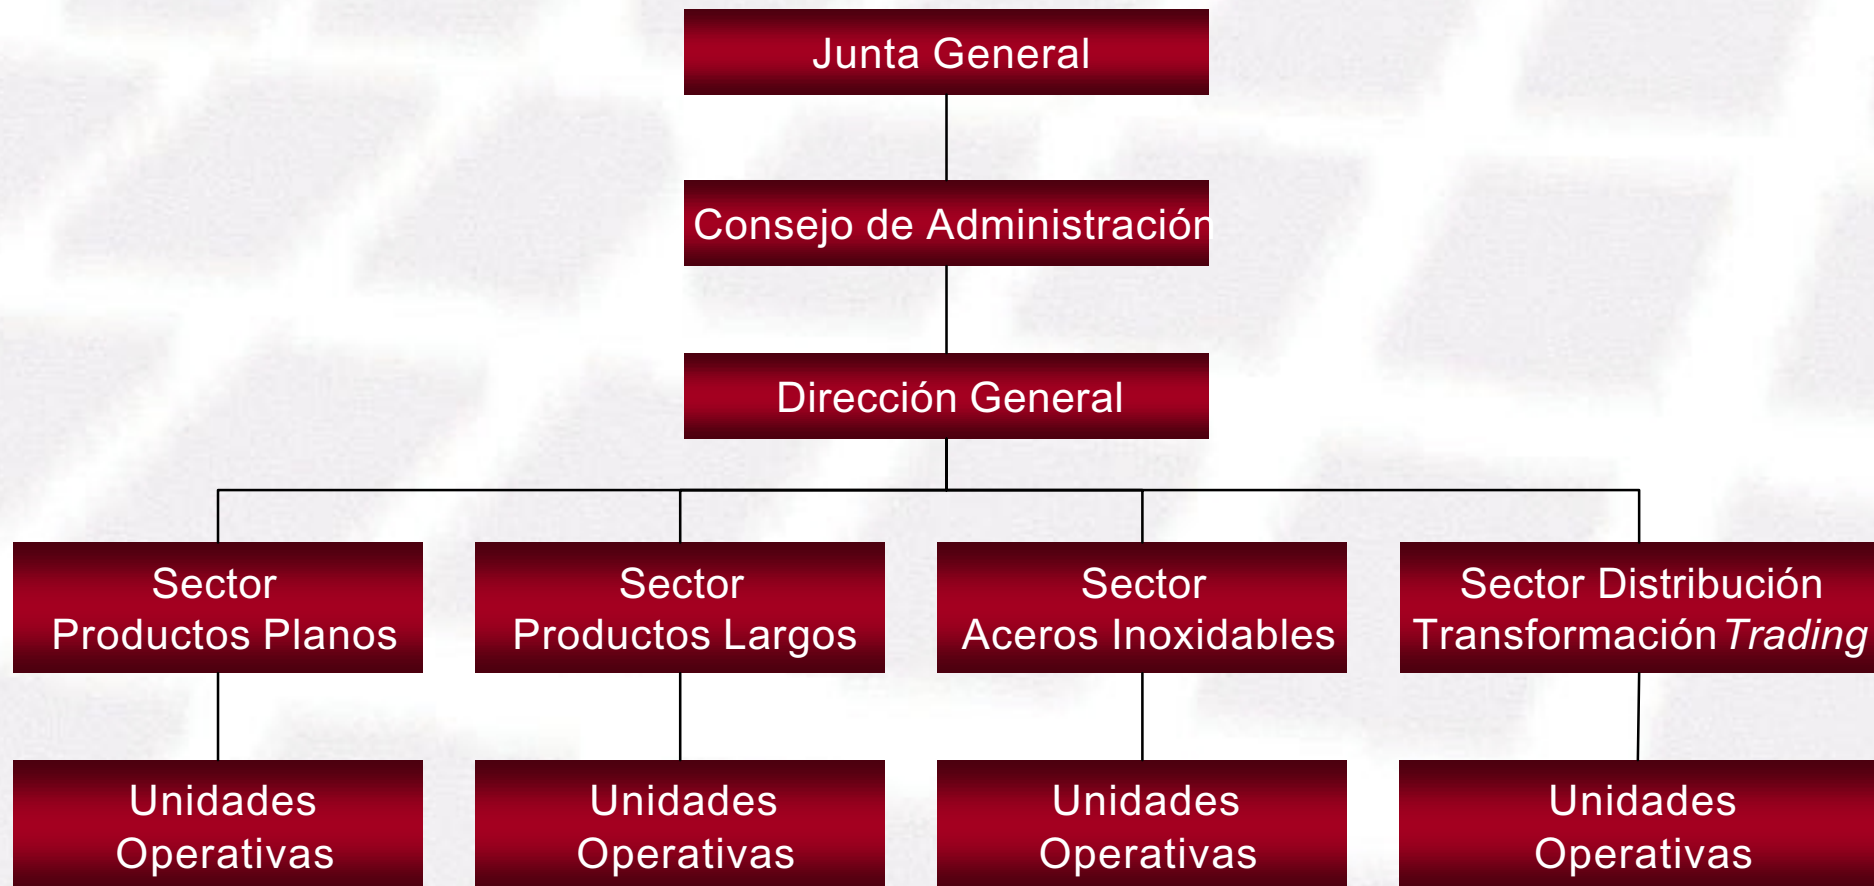 Junta General
Consejo de Administración
Dirección General
Sector
Productos Planos
Sector
Productos Largos
Sector
Aceros Inoxidables
Sector Distribución
Transformación Trading
Unidades
Operativas
Unidades
Operativas
Unidades
Operativas
Unidades
Operativas